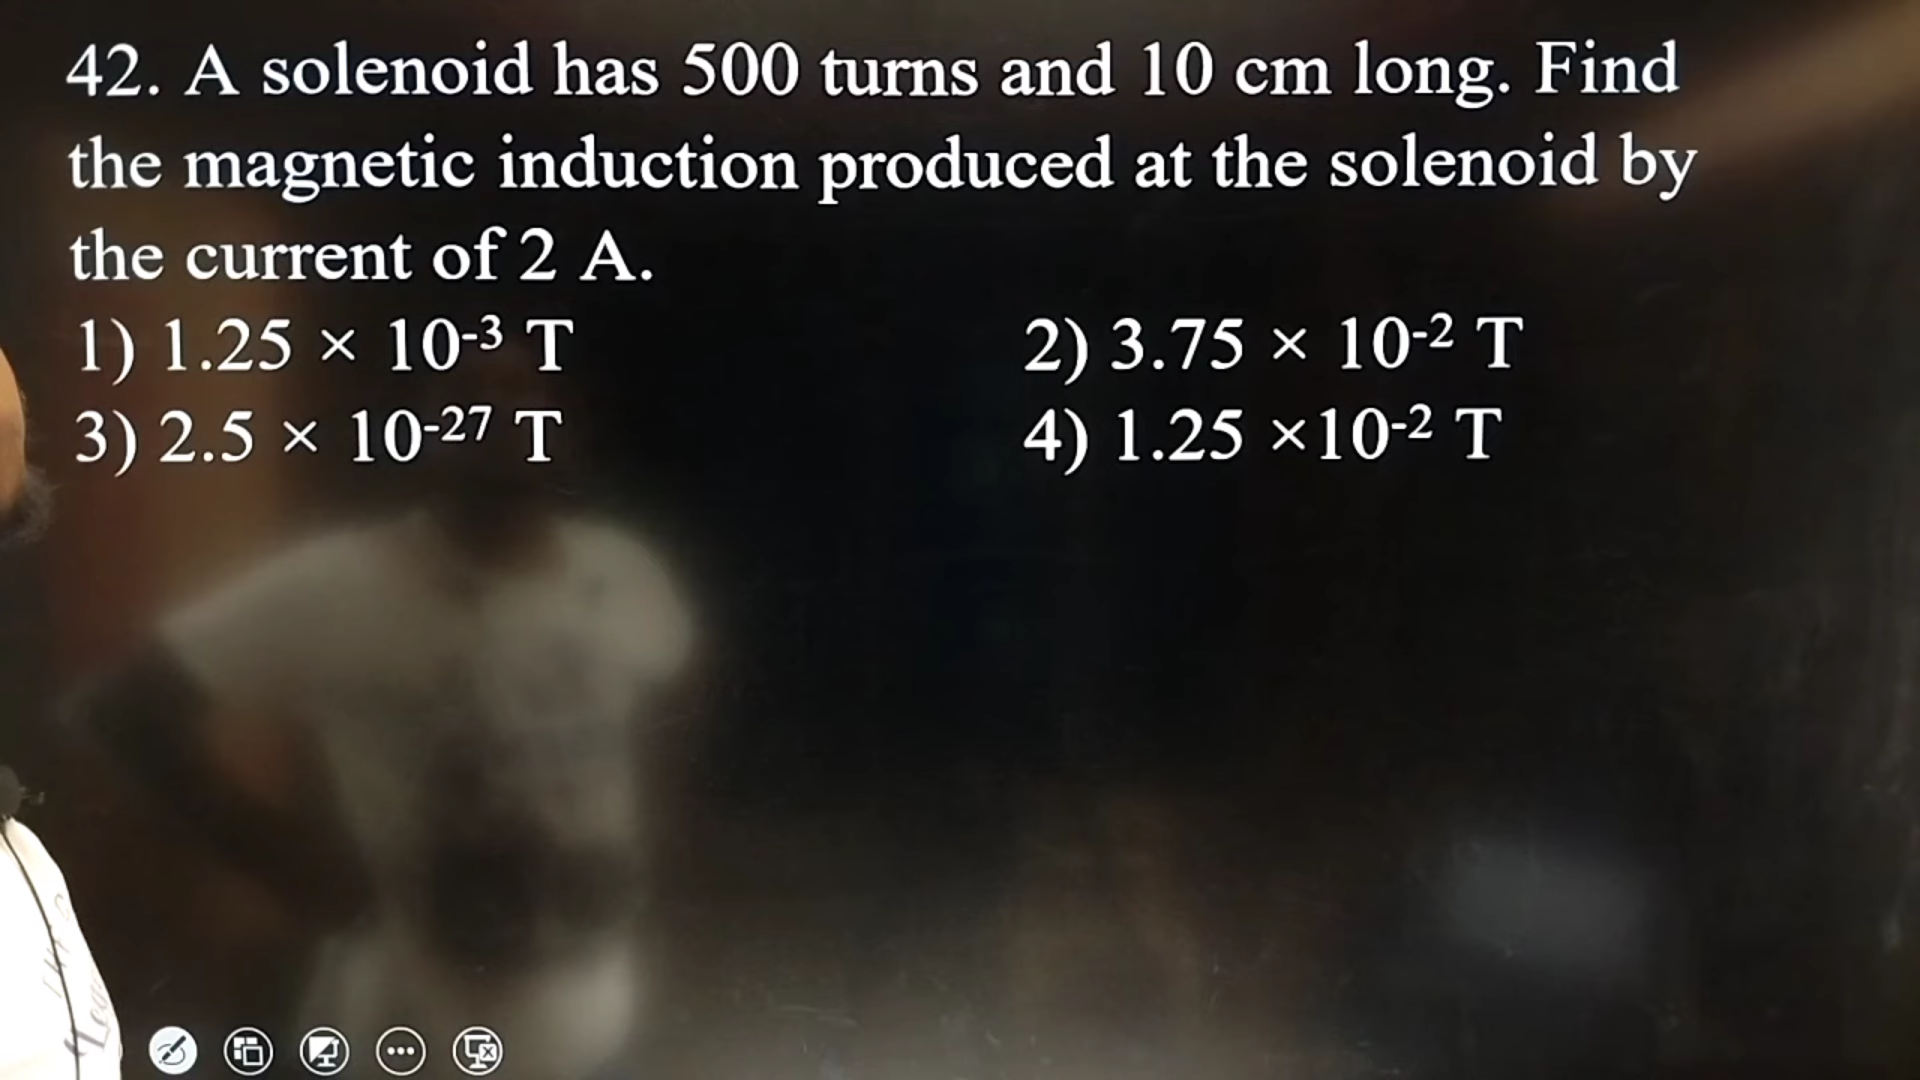 42. A solenoid has 500 turns and 10 cm long. Find
the magnetic induction produced at the solenoid by
the current of 2 A.
1) 1.25 × 10⁻³ T
2) 3.75 × 10⁻² T
3) 2.5 × 10⁻²⁷ T
4) 1.25 ×10⁻² T